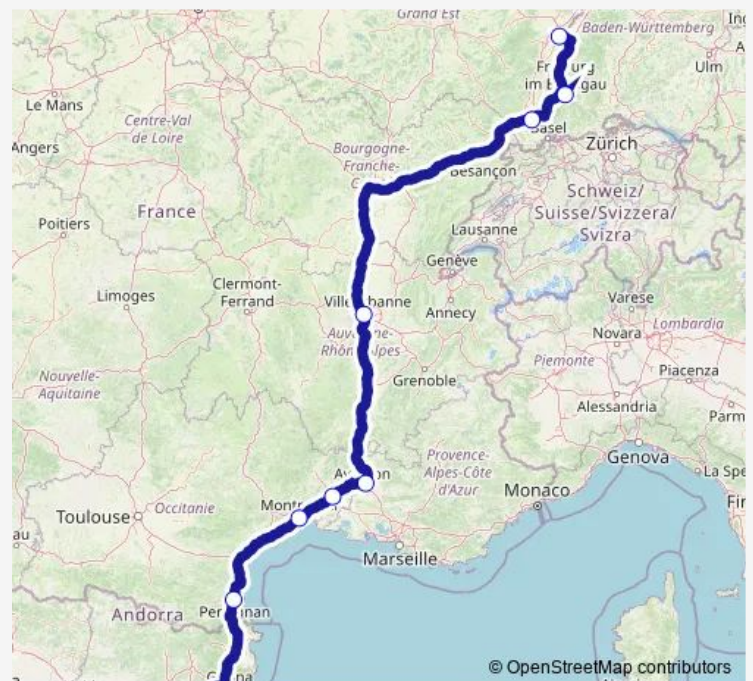 Grand Est
Baden-Württemberg
Ulm
im
gau
Le Mans
Centre-Val
de Loire
Basel
Zürich
Angers
Bourgogne-
Franche-
Besançon
Schweiz/
Suisse/Svizzera/
Svizra
France
Poitiers
Lausanne
Genève
Clermont-
Ferrand
Limoges
Annecy
Varese
Novara
Lombardia
Nouvelle-
Aquitaine
Grenoble
Piemonte
Piacenza
Alessandria
Parm
Provence-
Alpes-Côte
d'Azur
Genova
La Spe
Monaco
Occitanie
Toulouse
Marseille
Andorra
© OpenStreetMap contributors